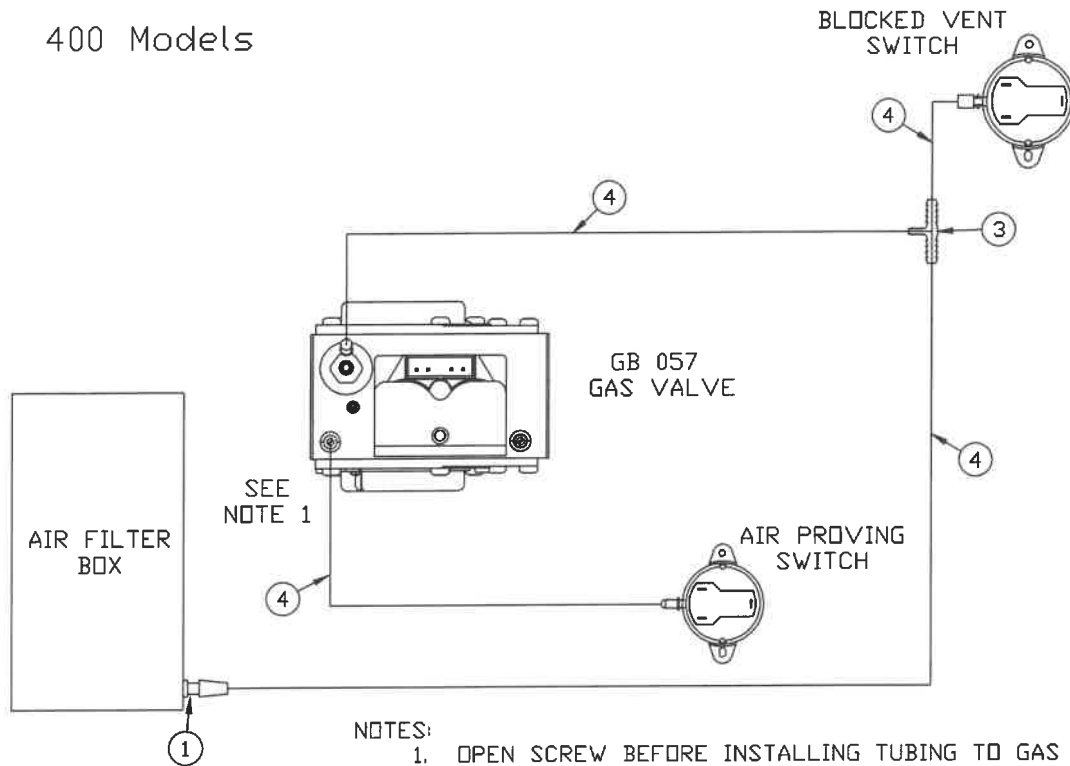 400 Models
BLOCKED VENT
SWITCH
4
4
3
GB 057
GAS VALVE
4
SEE
NOTE 1
AIR FILTER
BOX
AIR PROVING
SWITCH
4
1
NOTES:
1. OPEN SCREW BEFORE INSTALLING TUBING TO GAS